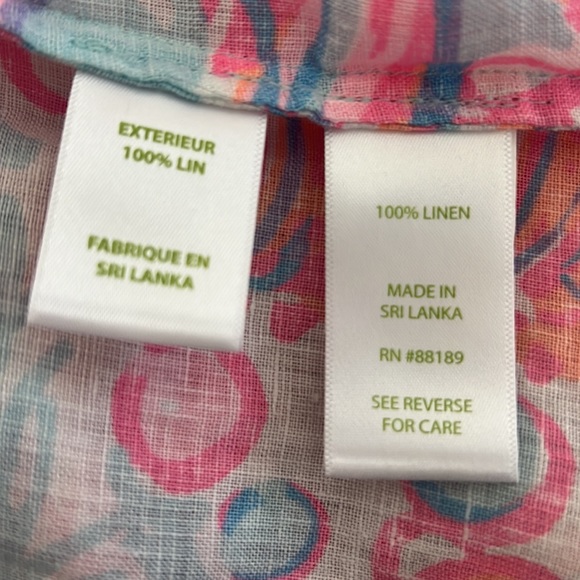 EXTERIEUR
100% LIN
FABRIQUE EN
SRI LANKA
100% LINEN
MADE IN
SRI LANKA
RN #88189
SEE REVERSE
FOR CARE